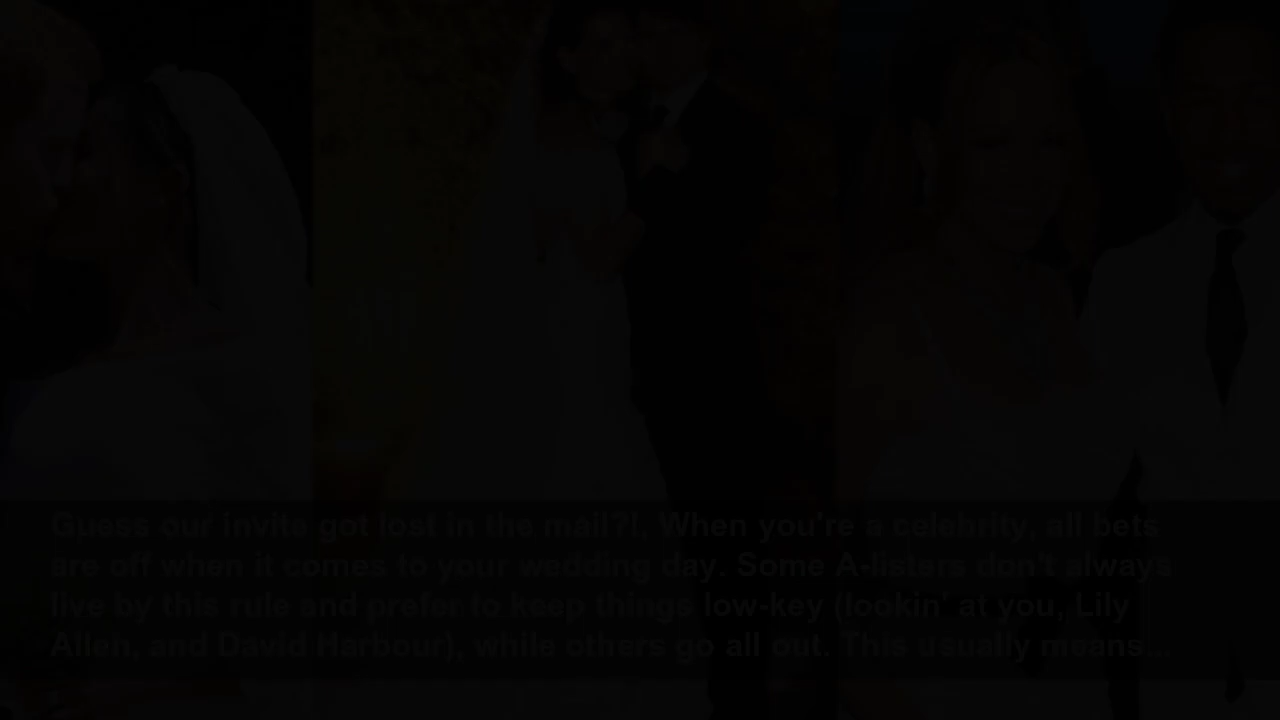 Guess our invite got lost in the mail?!, When you're a celebrity, all bets
are off when it comes to your wedding day. Some A-listers don't always
live by this rule and prefer to keep things low-key (lookin' at you, Lily
Allen, and David Harbour), while others go all out. This usually means...